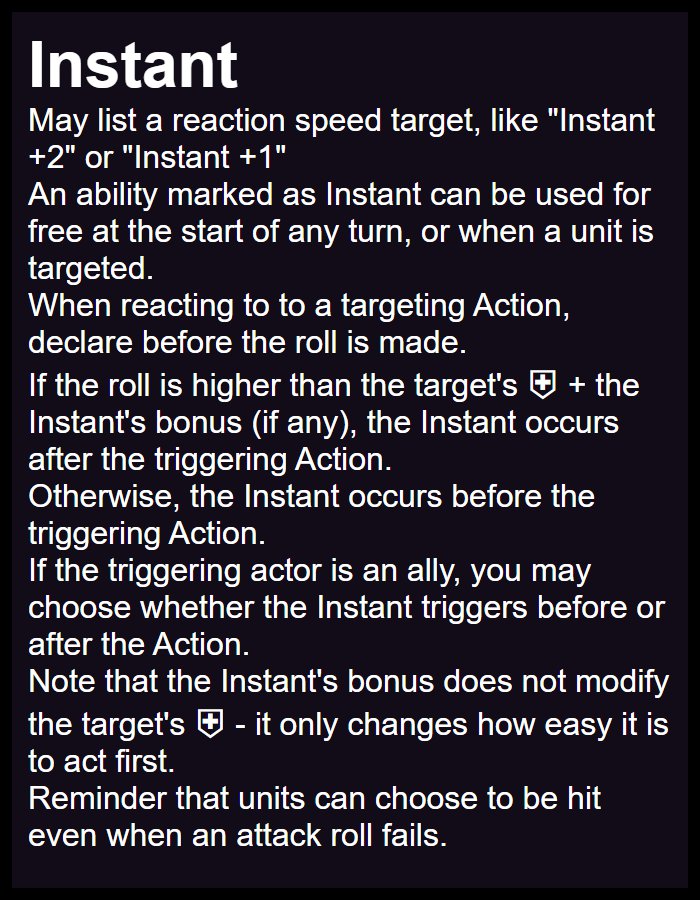 Instant
May list a reaction speed target, like "Instant
+2" or "Instant +1"
An ability marked as Instant can be used for
free at the start of any turn, or when a unit is
targeted.
When reacting to to a targeting Action,
declare before the roll is made.
If the roll is higher than the target's + the
Instant's bonus (if any), the Instant occurs
after the triggering Action.
Otherwise, the Instant occurs before the
triggering Action.
If the triggering actor is an ally, you may
choose whether the Instant triggers before or
after the Action.
Note that the Instant's bonus does not modify
the target's - it only changes how easy it is
to act first.
Reminder that units can choose to be hit
even when an attack roll fails.